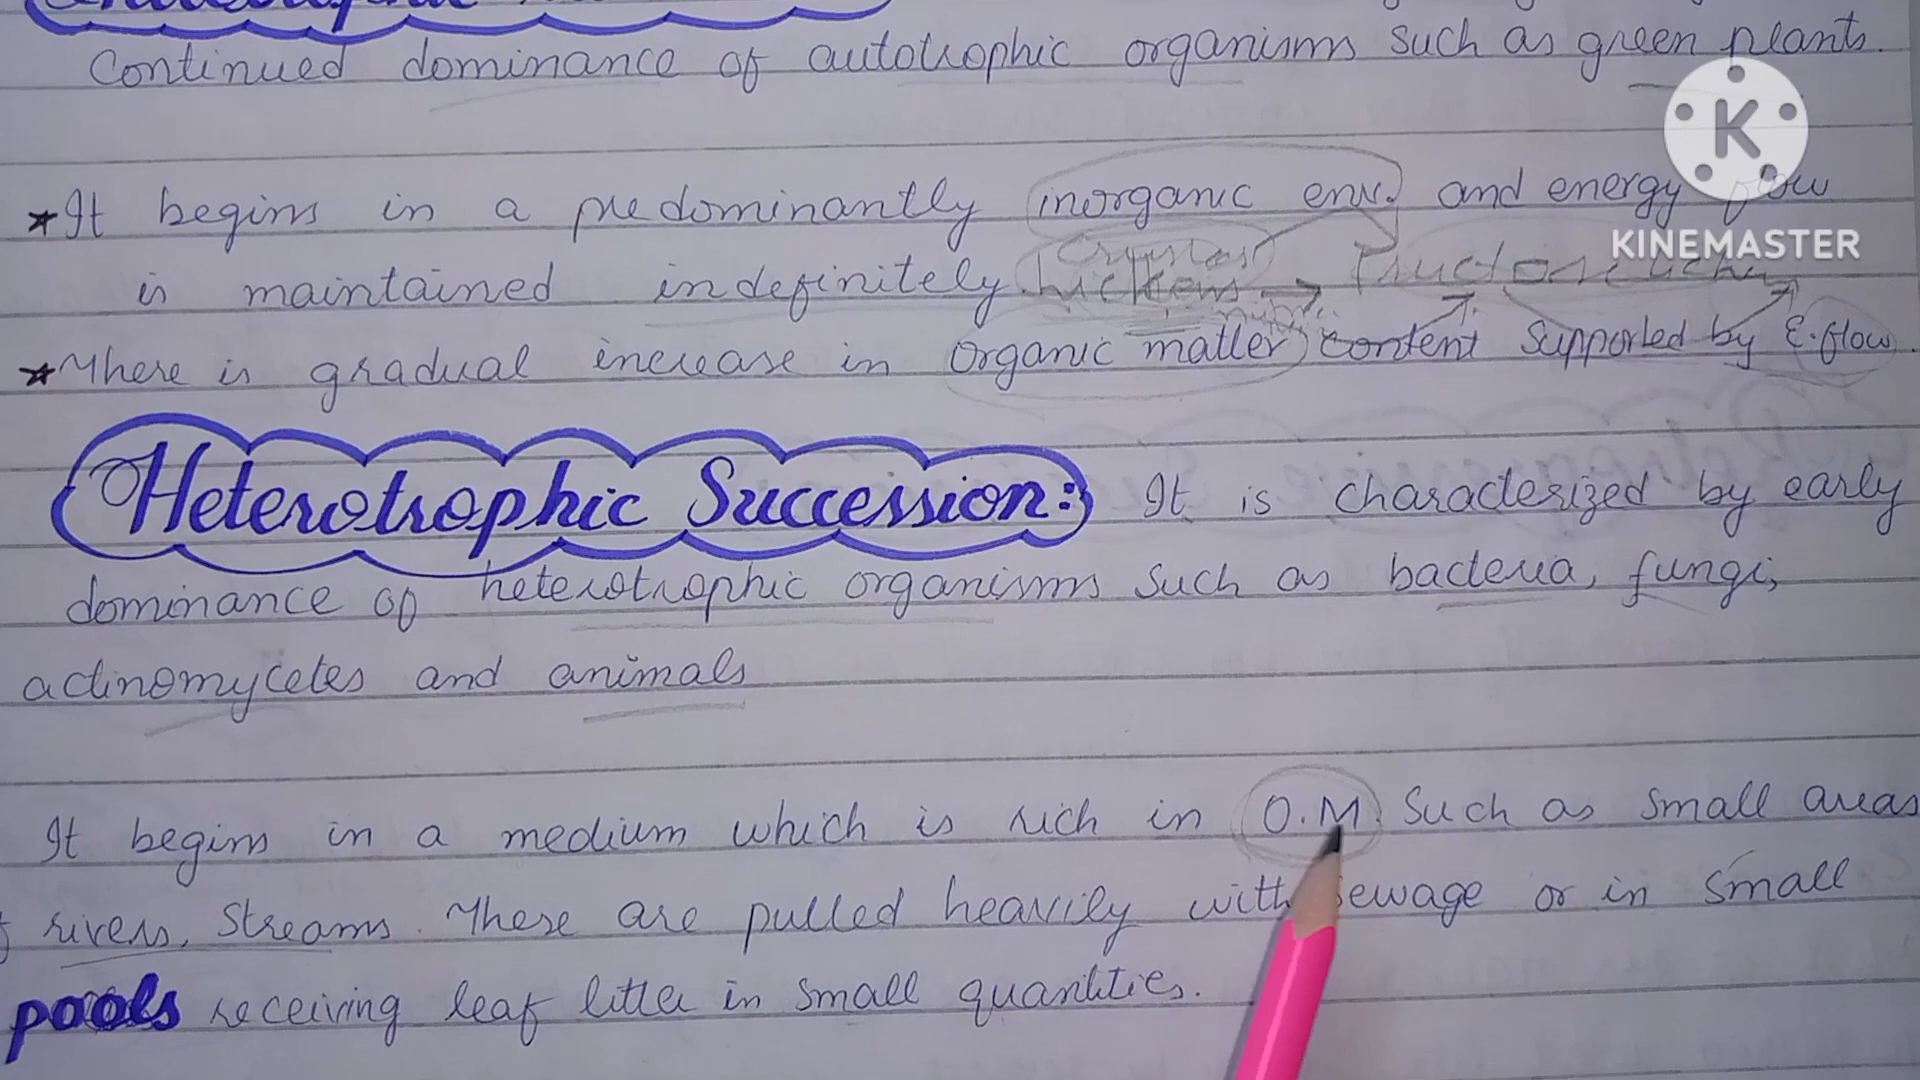 Continued dominance of autotrophic organisms such as green plants.
*It begins in a predominantly inorganic env. and energy flow
is maintained indefinitely.
*There is gradual increase in organic matter content supported by E.flow.
Heterotrophic Succession:- It is characterized by early
dominance of heterotrophic organisms such as bacteria, fungi,
actinomycetes and animals
It begins in a medium which is rich in O.M. such as small areas
rivers, streams. These are pulled heavily with sewage or in small
pools receiving leaf litter in small quantities.
K
KINEMASTER